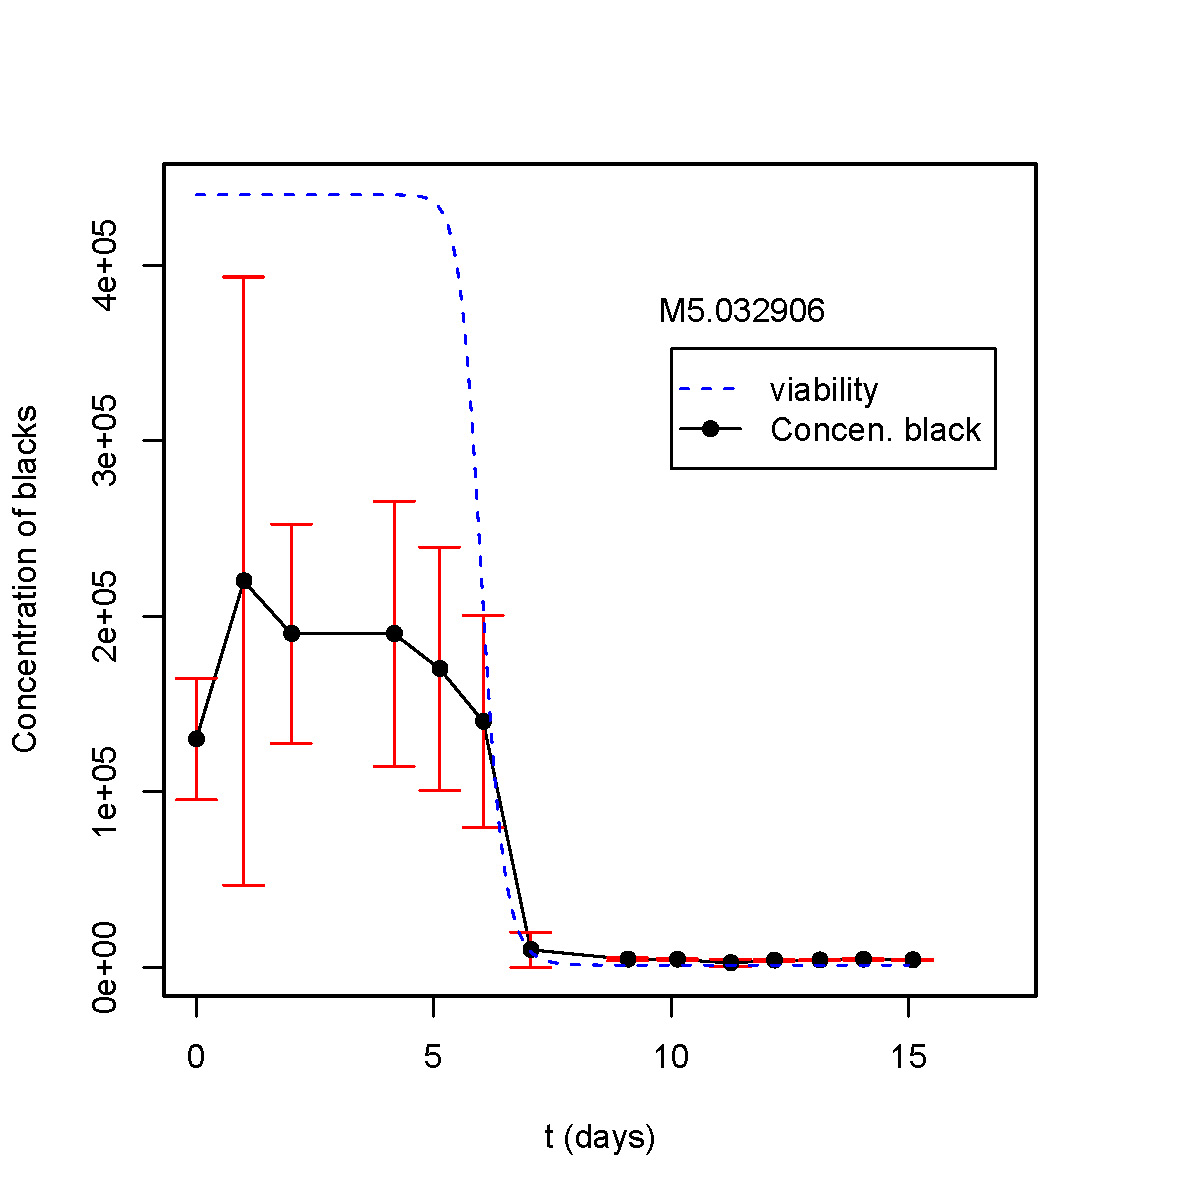 Concentration of blacks
4e+05
3e+05
2e+05
1e+05
0e+00
M5.032906
viability
Concen. black
0
5
10
15
t (days)